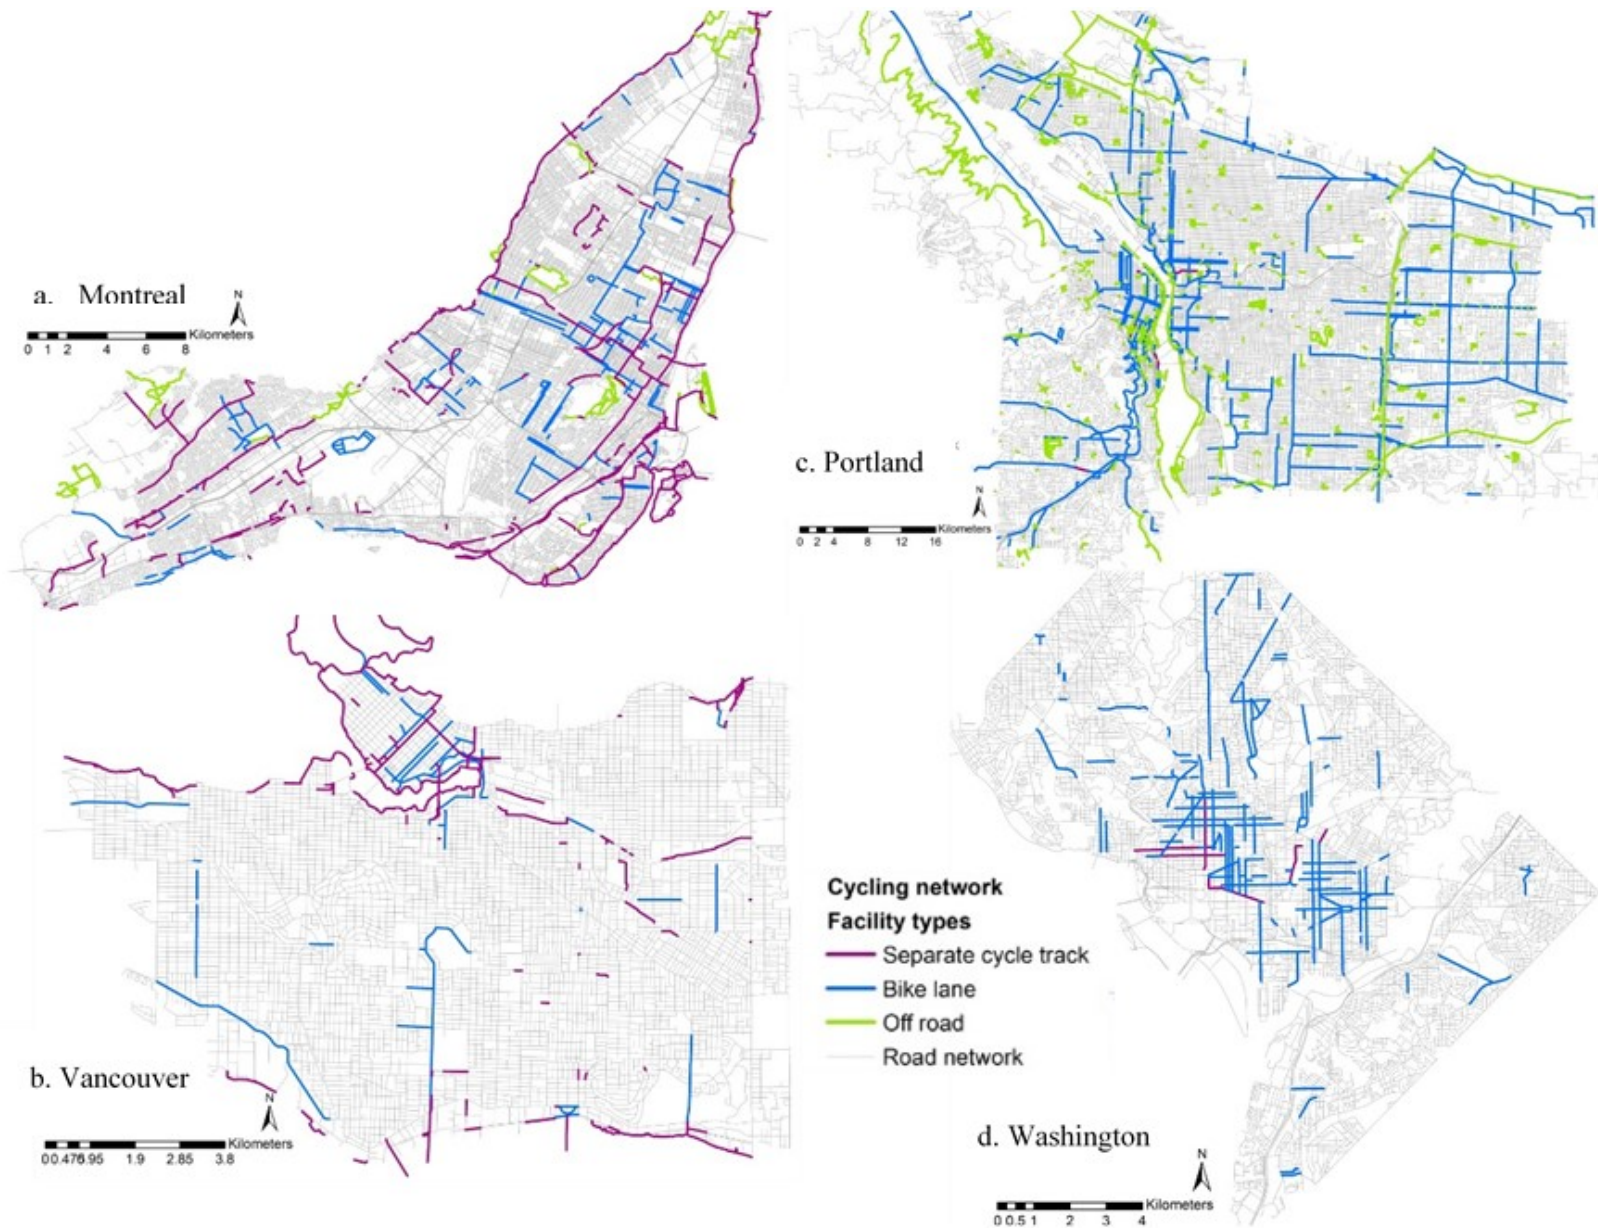 a. Montreal
N
Kilometers
0 1 2 4 6 8
c. Portland
N
Kilometers
0 2 4 8 12 16
b. Vancouver
N
Kilometers
1.9 2.85 3.8
Cycling network
Facility types
Separate cycle track
Bike lane
Off road
Road network
d. Washington
N
Kilometers
0 0.5 1 2 3 4